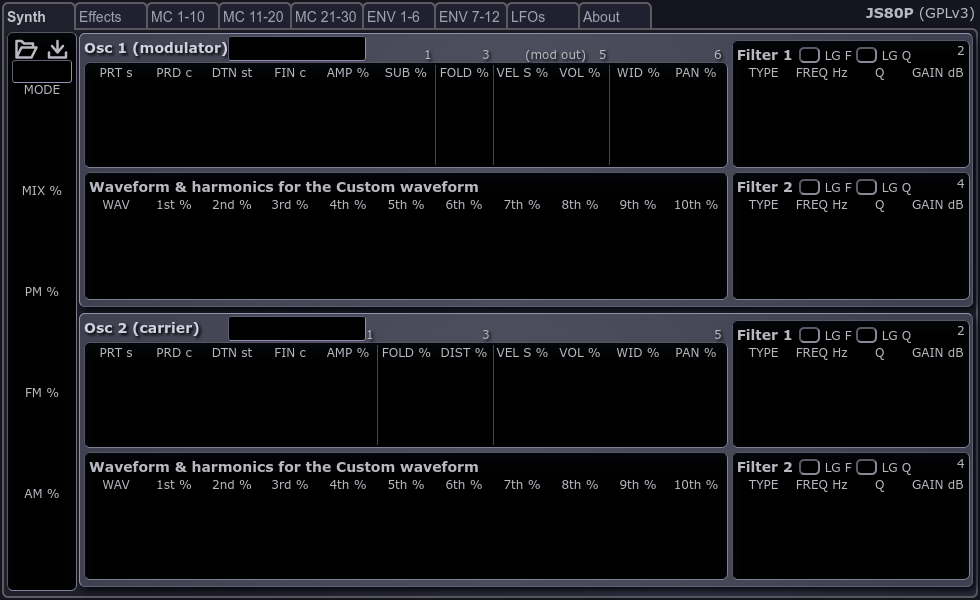 Synth Effects MC 1-10 MC 11-20 MC 21-30 ENV 1-6 ENV 7-12 LFOs About JS80P (GPLv3)
MODE
MIX %
PM %
FM %
AM %
Osc 1 (modulator) 1 3 (mod out) 5 6
PRT s PRD c DTN st FIN c AMP % SUB % FOLD % VEL S % VOL % WID % PAN %
Filter 1 LG F LG Q 2
TYPE FREQ Hz Q GAIN dB
Waveform & harmonics for the Custom waveform
WAV 1st % 2nd % 3rd % 4th % 5th % 6th % 7th % 8th % 9th % 10th %
Filter 2 LG F LG Q 4
TYPE FREQ Hz Q GAIN dB
Osc 2 (carrier) 1 3 5
PRT s PRD c DTN st FIN c AMP % FOLD % DIST % VEL S % VOL % WID % PAN %
Filter 1 LG F LG Q 2
TYPE FREQ Hz Q GAIN dB
Waveform & harmonics for the Custom waveform
WAV 1st % 2nd % 3rd % 4th % 5th % 6th % 7th % 8th % 9th % 10th %
Filter 2 LG F LG Q 4
TYPE FREQ Hz Q GAIN dB